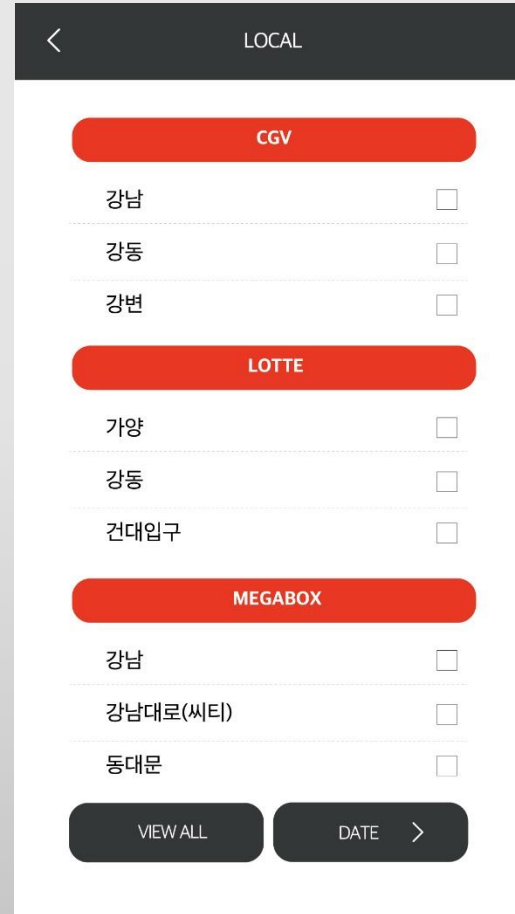 LOCAL
CGV
강남
강동
강변
LOTTE
가양
강동
건대입구
MEGABOX
강남
강남대로(씨티)
동대문
VIEW ALL
DATE